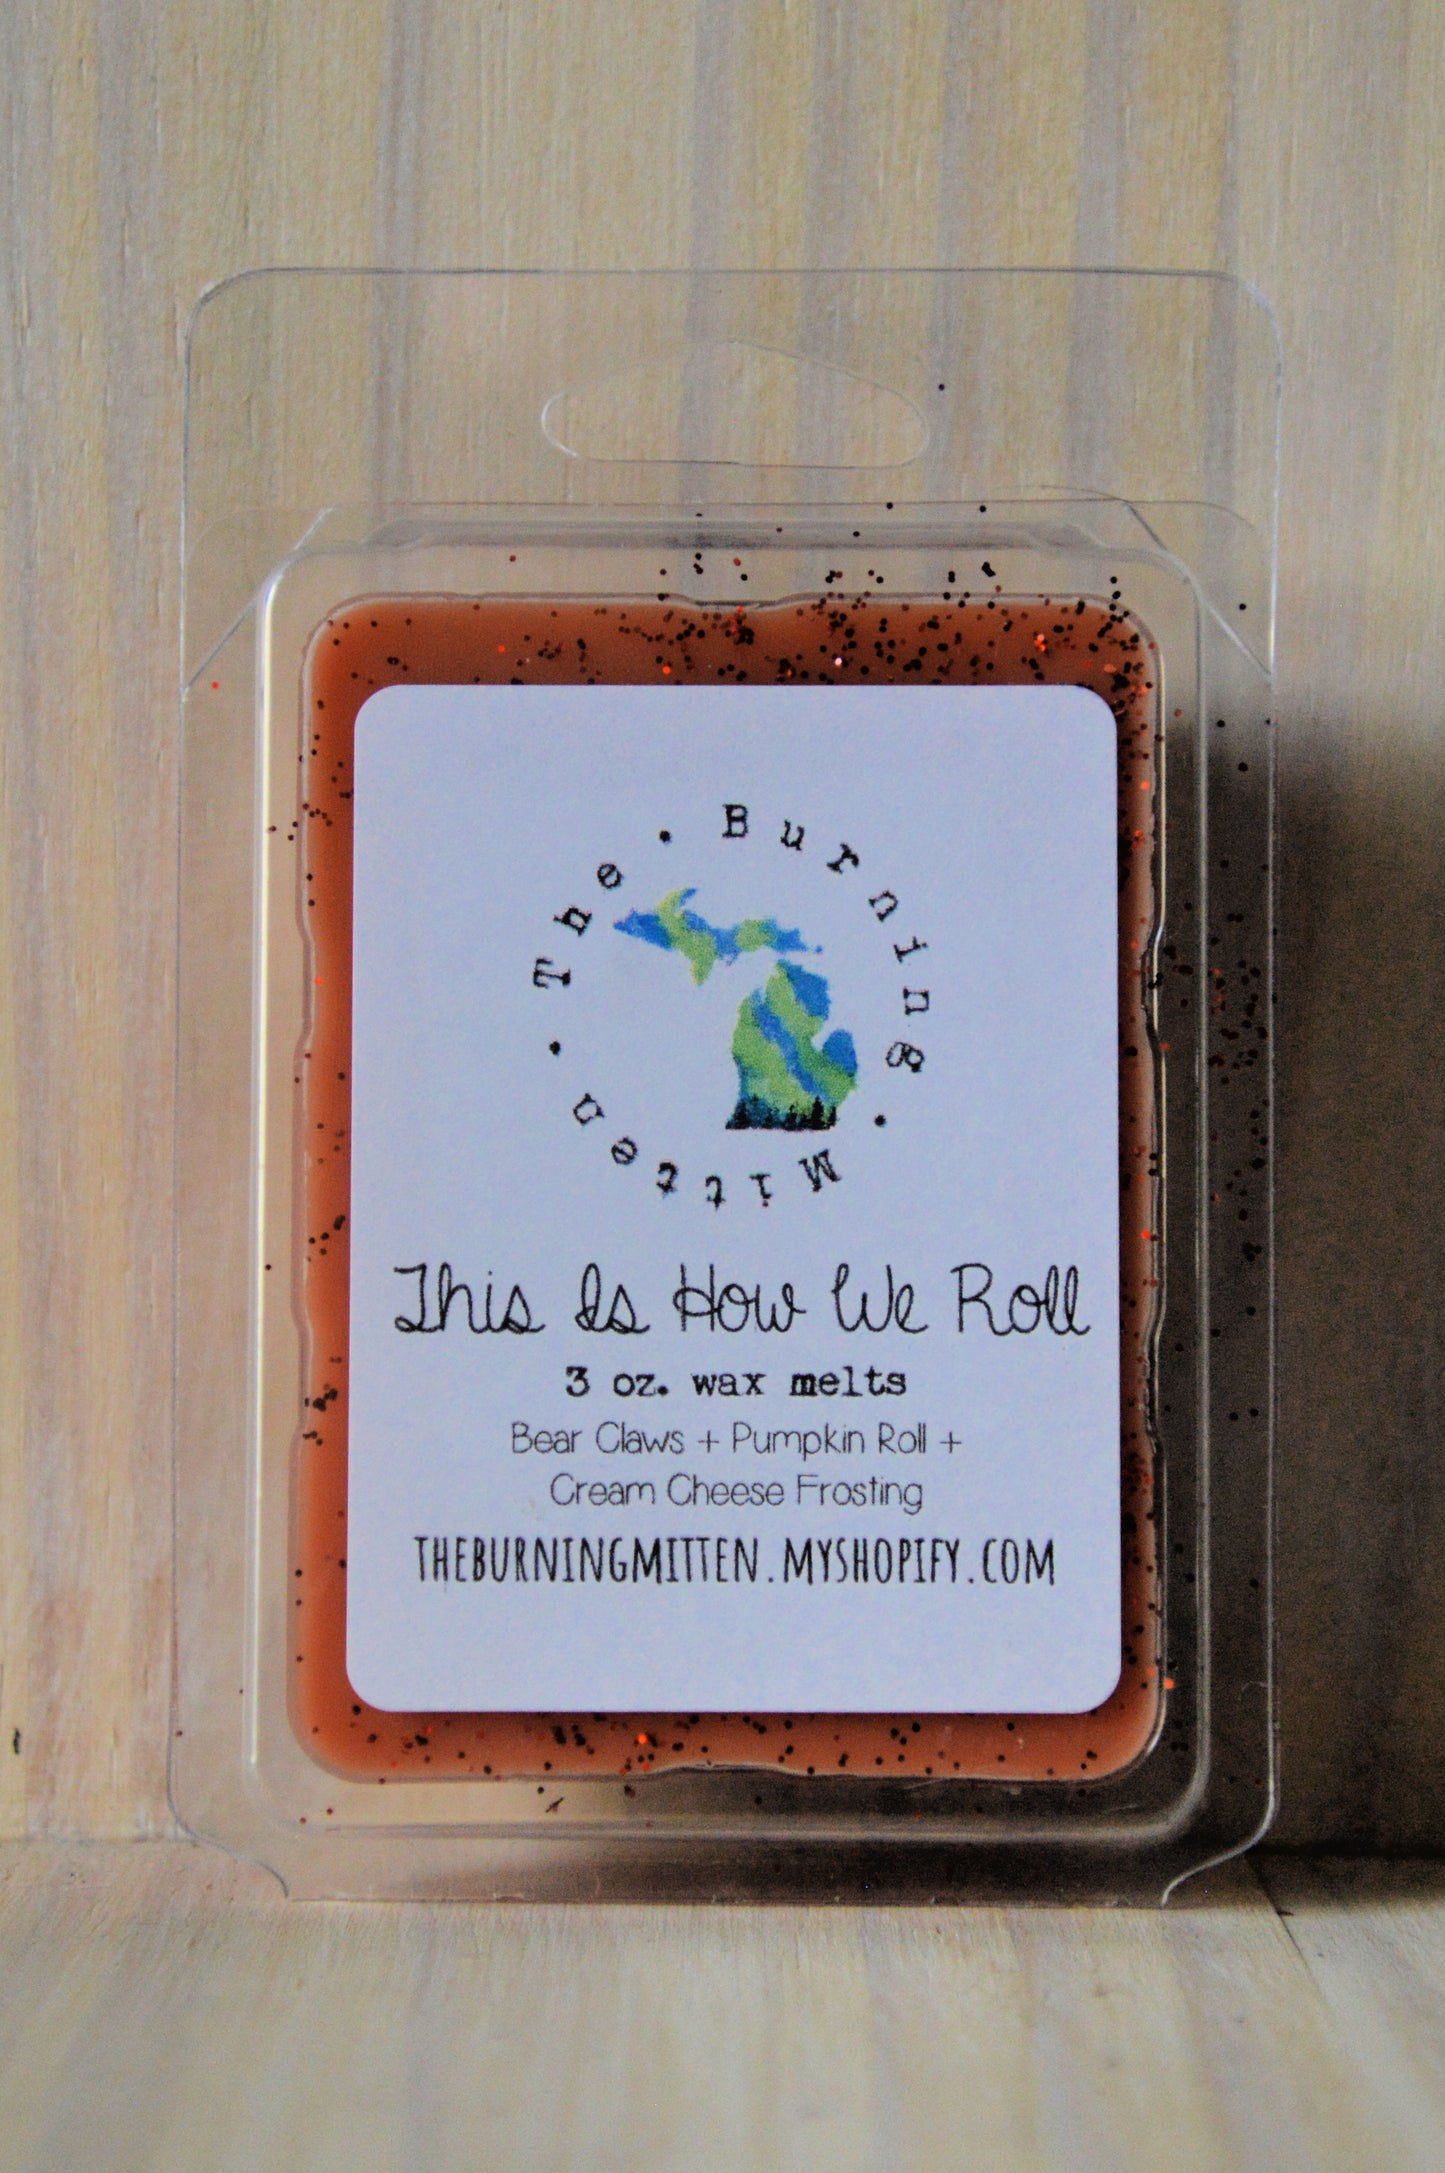 The • Burning • Mitten •
This Is How We Roll
3 oz. wax melts
Bear Claws + Pumpkin Roll +
Cream Cheese Frosting
THEBURNINGMITTEN.MYSHOPIFY.COM